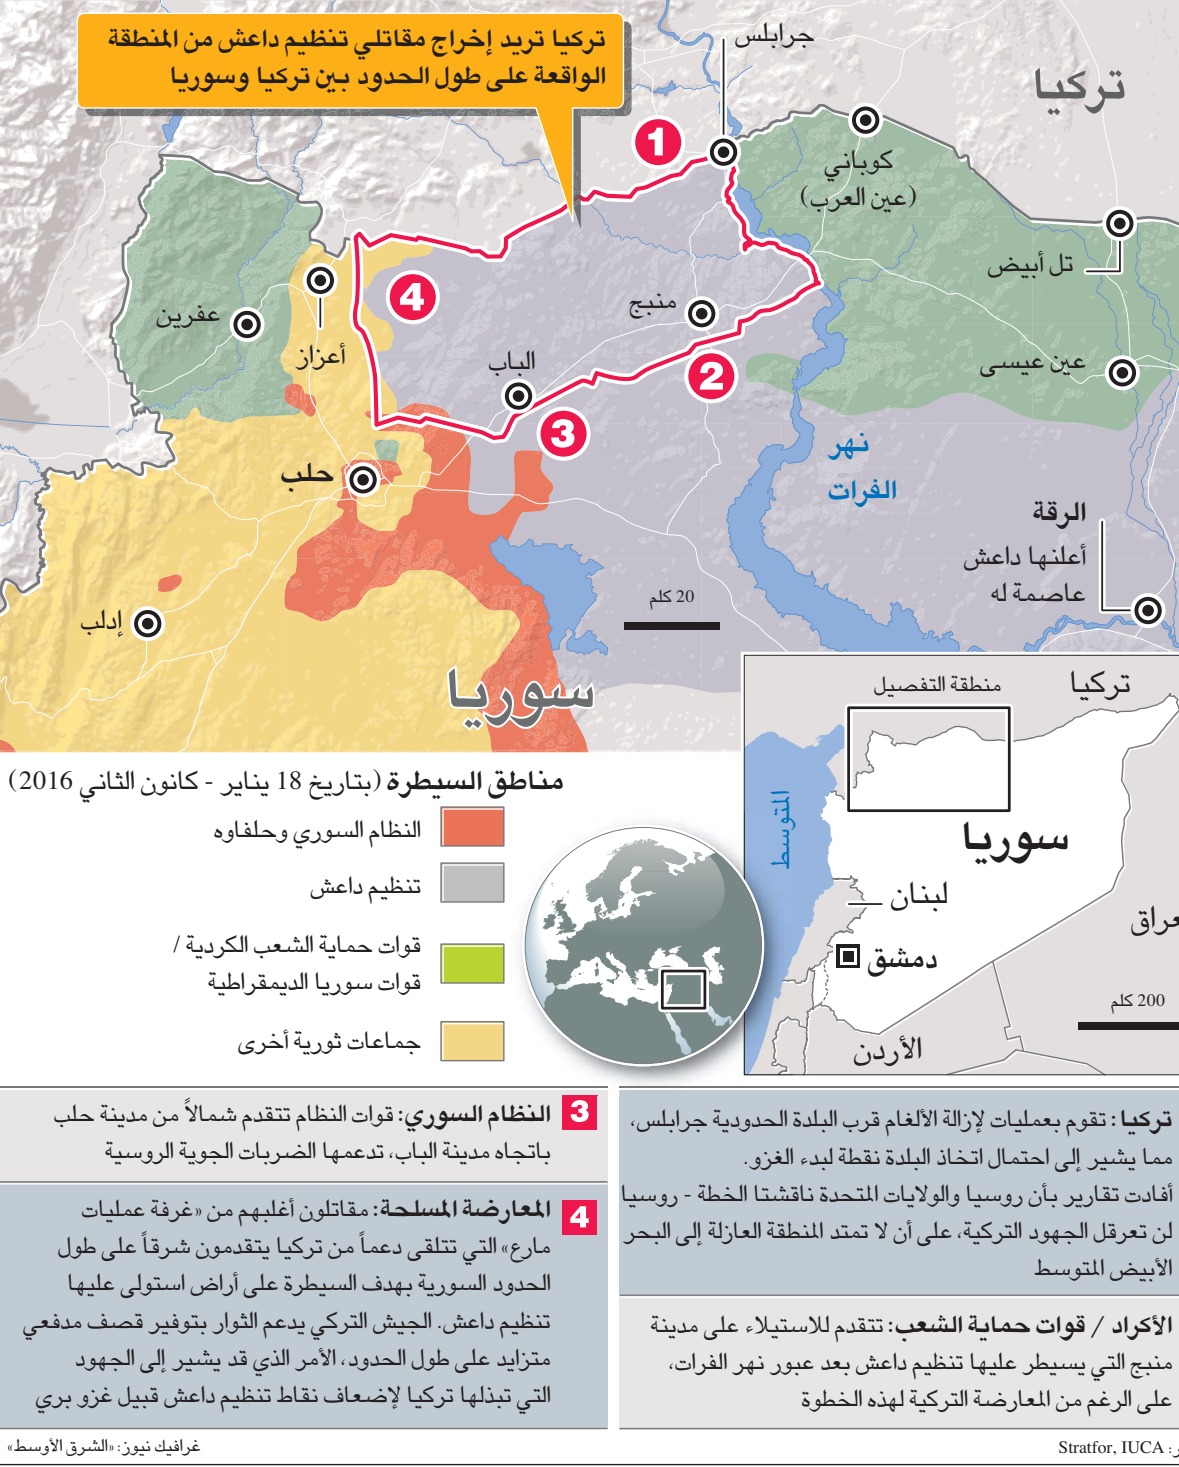 تركيا تريد إخراج مقاتلي تنظيم داعش من المنطقة
الواقعة على طول الحدود بين تركيا وسوريا
جرابلس
تركيا
1
كوباني
(عين العرب)
تل أبيض
4
منبج
عفرين
أعزاز
الباب
2
عين عيسى
3
نهر
الفرات
حلب
الرقة
أعلنها داعش
عاصمة له
20 كلم
إدلب
سوريا
منطقة التفصيل
تركيا
المتوسط
سوريا
لبنان
دمشق
200 كلم
الأردن
مناطق السيطرة (بتاريخ 18 يناير - كانون الثاني 2016)
النظام السوري وحلفاوه
تنظيم داعش
قوات حماية الشعب الكردية /
قوات سوريا الديمقراطية
جماعات ثورية أخرى
تركيا: تقوم بعمليات لإزالة الألغام قرب البلدة الحدودية جرابلس،
مما يشير إلى احتمال اتخاذ البلدة نقطة لبدء الغزو.
أفادت تقارير بأن روسيا والولايات المتحدة ناقشتا الخطة - روسيا
لن تعرقل الجهود التركية، على أن لا تمتد المنطقة العازلة إلى البحر
الأبيض المتوسط
الأكراد / قوات حماية الشعب: تتقدم للاستيلاء على مدينة
منبج التي يسيطر عليها تنظيم داعش بعد عبور نهر الفرات،
على الرغم من المعارضة التركية لهذه الخطوة
3 النظام السوري: قوات النظام تتقدم شمالاً من مدينة حلب
باتجاه مدينة الباب، تدعمها الضربات الجوية الروسية
4 المعارضة المسلحة: مقاتلون أغلبهم من «غرفة عمليات
مارع» التي تتلقى دعماً من تركيا يتقدمون شرقاً على طول
الحدود السورية بهدف السيطرة على أراض استولى عليها
تنظيم داعش. الجيش التركي يدعم الثوار بتوفير قصف مدفعي
متزايد على طول الحدود، الأمر الذي قد يشير إلى الجهود
التي تبذلها تركيا لإضعاف نقاط تنظيم داعش قبيل غزو بري
Stratfor, IUCA
غرافيك نيوز: «الشرق الأوسط»